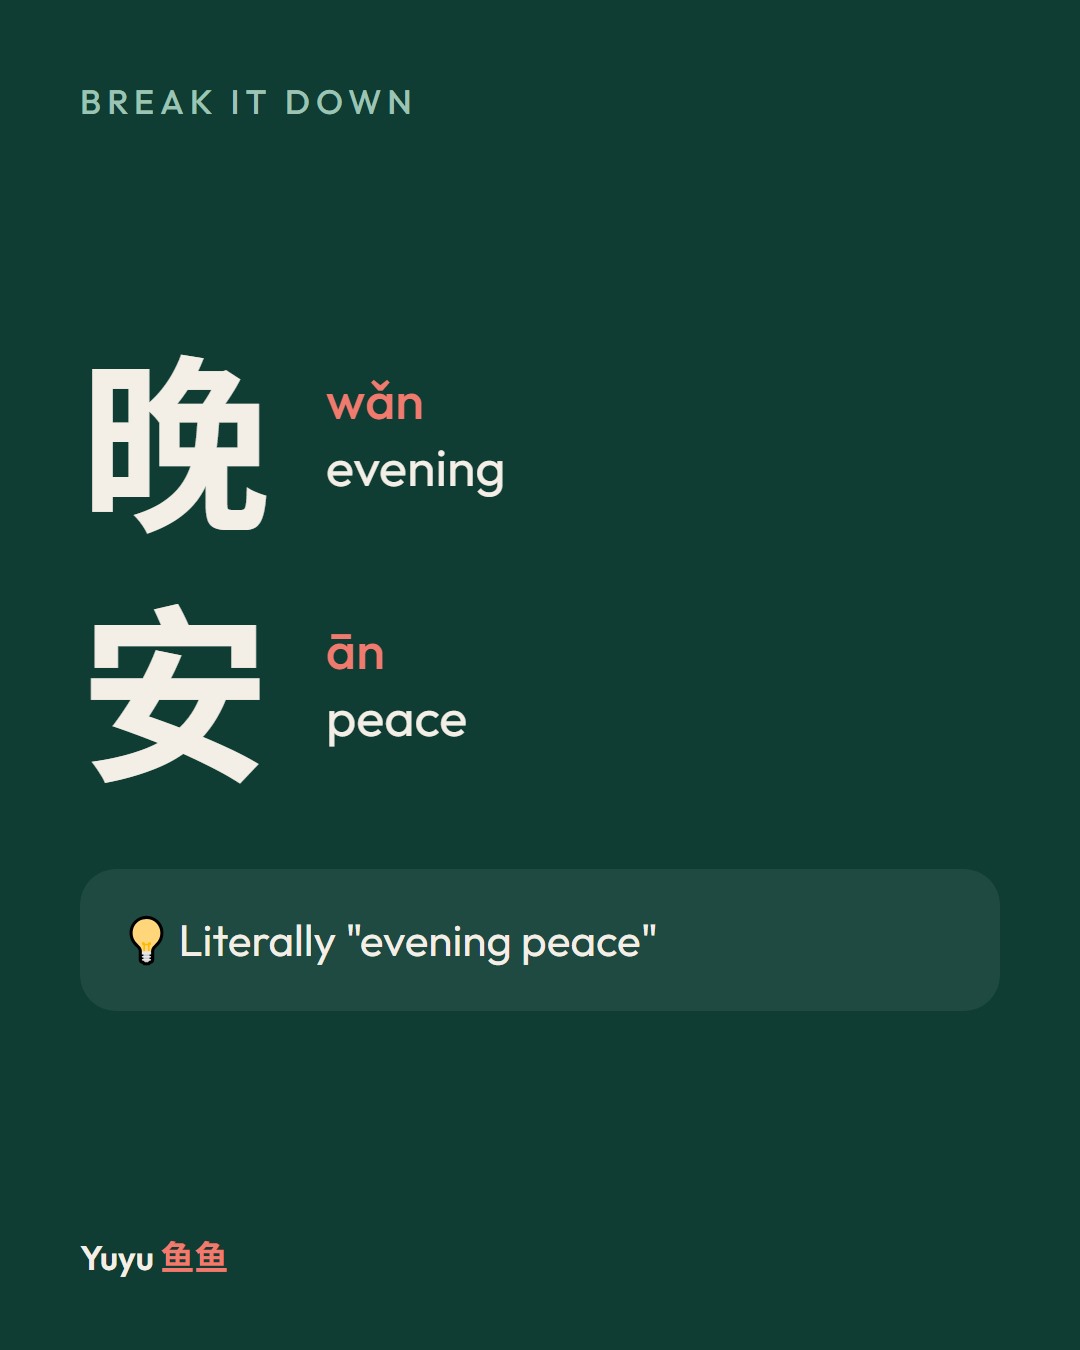 BREAK IT DOWN
晚
wǎn
evening
安
ān
peace
💡 Literally "evening peace"
Yuyu 鱼鱼